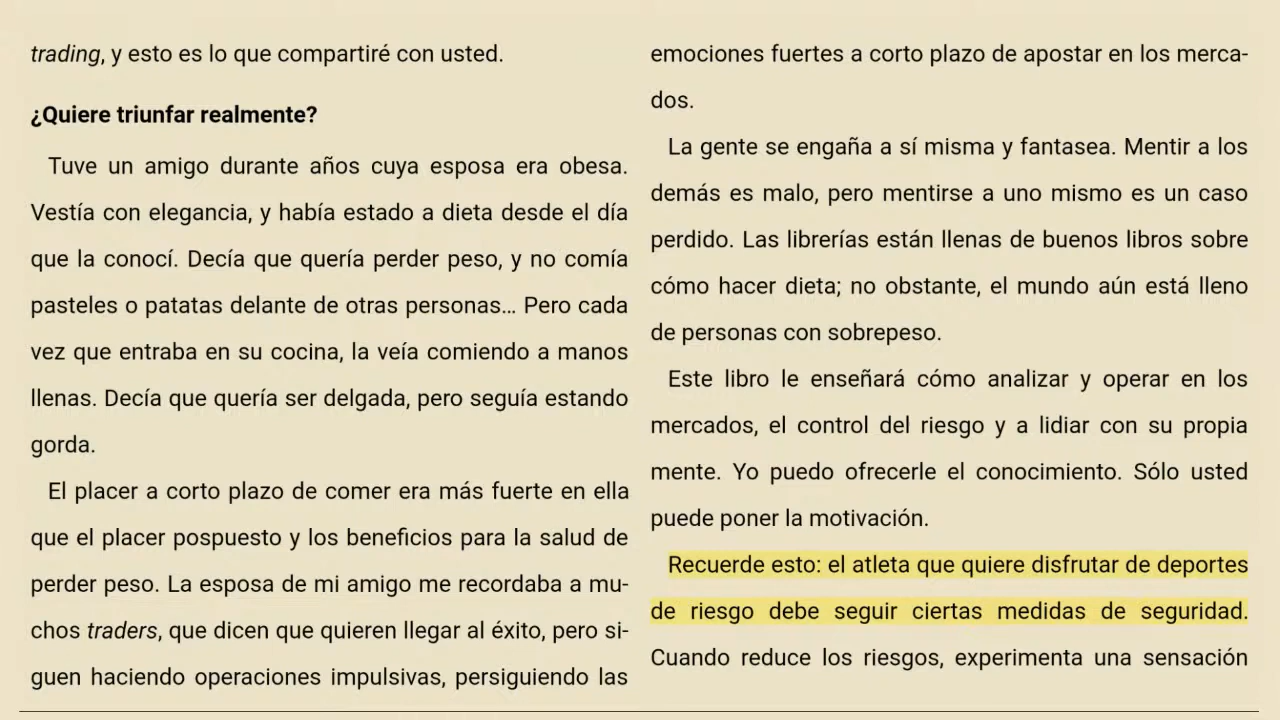 trading, y esto es lo que compartiré con usted.
¿Quiere triunfar realmente?
Tuve un amigo durante años cuya esposa era obesa.
Vestía con elegancia, y había estado a dieta desde el día
que la conocí. Decía que quería perder peso, y no comía
pasteles o patatas delante de otras personas… Pero cada
vez que entraba en su cocina, la veía comiendo a manos
llenas. Decía que quería ser delgada, pero seguía estando
gorda.
El placer a corto plazo de comer era más fuerte en ella
que el placer pospuesto y los beneficios para la salud de
perder peso. La esposa de mi amigo me recordaba a mu-
chos traders, que dicen que quieren llegar al éxito, pero si-
guen haciendo operaciones impulsivas, persiguiendo las
emociones fuertes a corto plazo de apostar en los merca-
dos.
La gente se engaña a sí misma y fantasea. Mentir a los
demás es malo, pero mentirse a uno mismo es un caso
perdido. Las librerías están llenas de buenos libros sobre
cómo hacer dieta; no obstante, el mundo aún está lleno
de personas con sobrepeso.
Este libro le enseñará cómo analizar y operar en los
mercados, el control del riesgo y a lidiar con su propia
mente. Yo puedo ofrecerle el conocimiento. Sólo usted
puede poner la motivación.
Recuerde esto: el atleta que quiere disfrutar de deportes
de riesgo debe seguir ciertas medidas de seguridad.
Cuando reduce los riesgos, experimenta una sensación